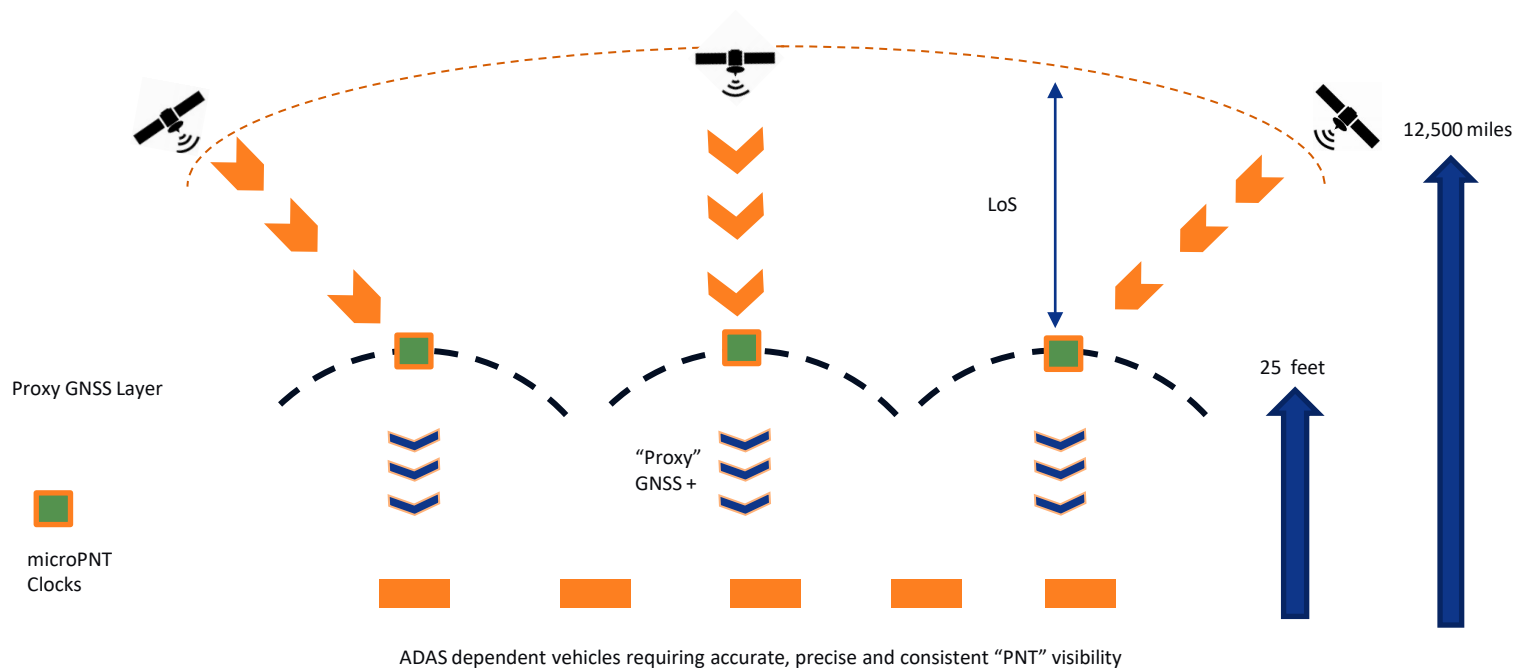 12,500 miles
LoS
25 feet
Proxy GNSS Layer
“Proxy”
GNSS +
microPNT
Clocks
ADAS dependent vehicles requiring accurate, precise and consistent “PNT” visibility